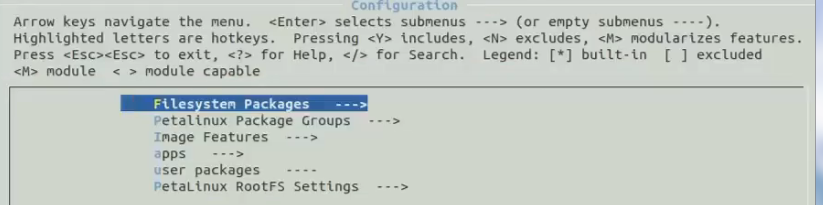 Configuration
Arrow keys navigate the menu.  <Enter> selects submenus ---> (or empty submenus ----).
Highlighted letters are hotkeys.  Pressing <Y> includes, <N> excludes, <M> modularizes features.
Press <Esc><Esc> to exit, <?> for Help, </> for Search.  Legend: [*] built-in  [ ] excluded
<M> module  < > module capable
Filesystem Packages  --->
Petalinux Package Groups  --->
Image Features  --->
apps  --->
user packages  ----
PetaLinux RootFS Settings  --->